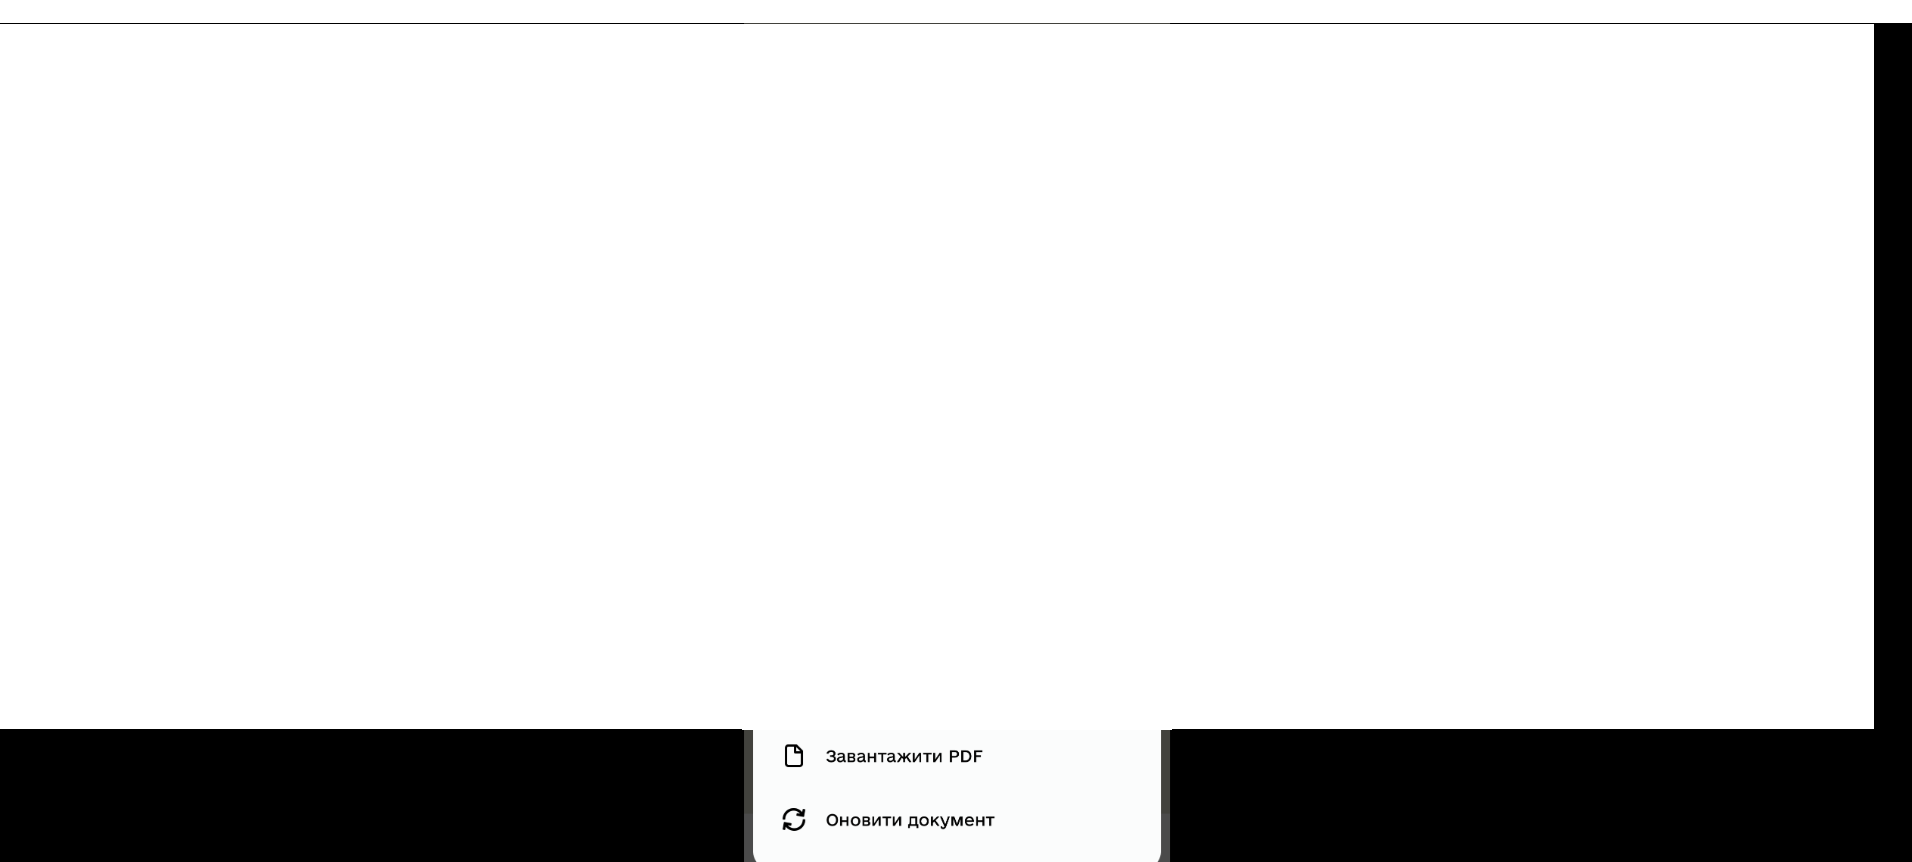 Завантажити PDF
Оновити документ